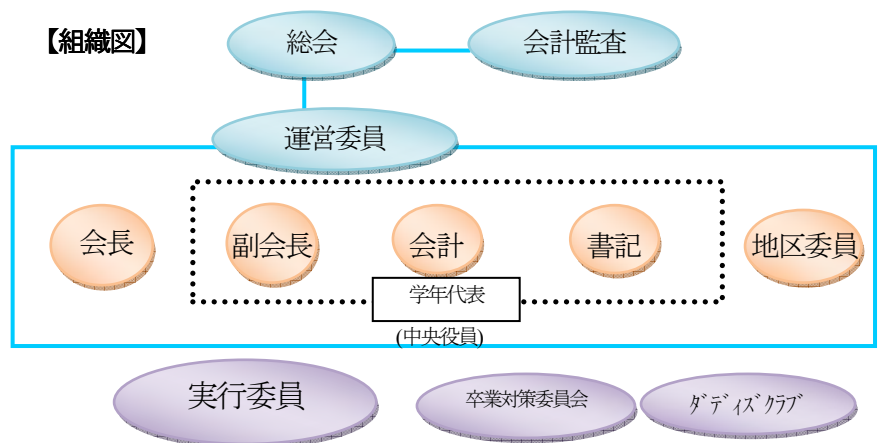 【組織図】
総会
会計監査
運営委員
会長
副会長
会計
書記
地区委員
学年代表
(中央役員)
実行委員
卒業対策委員会
ﾀﾞﾃﾞｨｽﾞｸﾗﾌﾞ